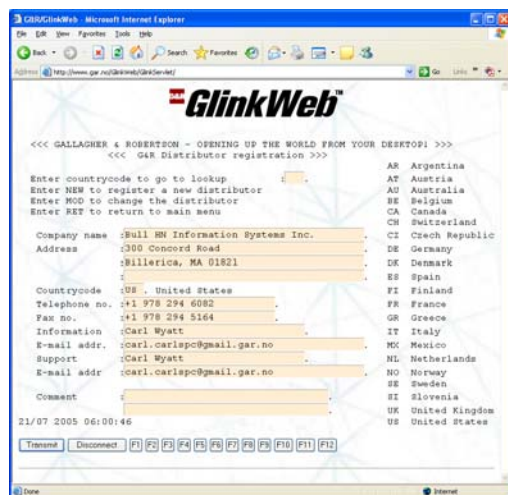 G&R/GlinkWeb - Microsoft Internet Explorer
File Edit View Favorites Tools Help
Back Search Favorites
Address http://www.gar.no/GlinkWeb/GlinkServlet/ Go Links
GlinkWeb™
<<< GALLAGHER & ROBERTSON - OPENING UP THE WORLD FROM YOUR DESKTOP! >>>
<<< G&R Distributor registration >>>
AR Argentina
Enter countrycode to go to lookup : . AT Austria
Enter NEW to register a new distributor AU Australia
Enter MOD to change the distributor BE Belgium
Enter RET to return to main menu CA Canada
CH Switzerland
Company name :Bull HN Information Systems Inc. . CZ Czech Republic
Address :300 Concord Road . DE Germany
:Billerica, MA 01821 . DK Denmark
: . ES Spain
Countrycode :US . United States FI Finland
Telephone no. :+1 978 294 6082 . FR France
Fax no. :+1 978 294 5164 . GR Greece
Information :Carl Wyatt . IT Italy
E-mail addr. :carl.carlspc@gmail.gar.no . MX Mexico
Support :Carl Wyatt . NL Netherlands
E-mail addr :carl.carlspc@gmail.gar.no . NO Norway
SE Sweden
Comment : . SI Slovenia
. UK United Kingdom
21/07 2005 06:00:46 US United States
Transmit Disconnect F1 F2 F3 F4 F5 F6 F7 F8 F9 F10 F11 F12
Done Internet